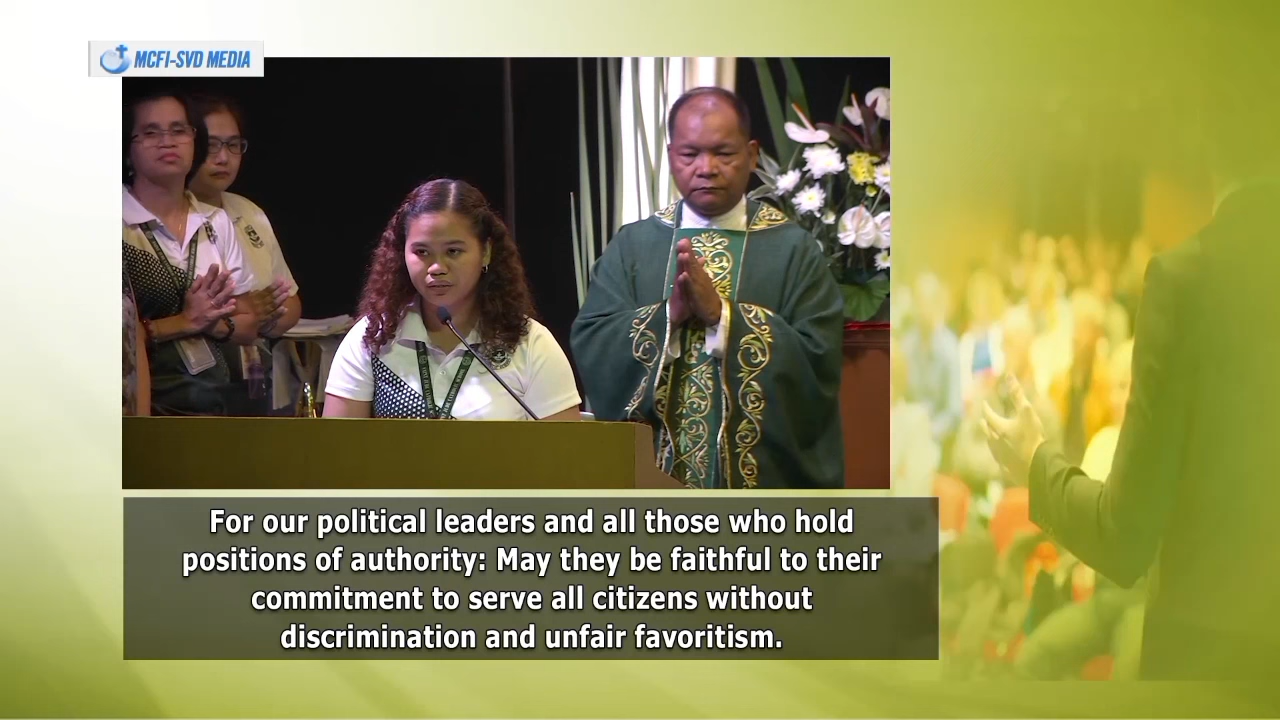 MCFI-SVD MEDIA
For our political leaders and all those who hold
positions of authority: May they be faithful to their
commitment to serve all citizens without
discrimination and unfair favoritism.